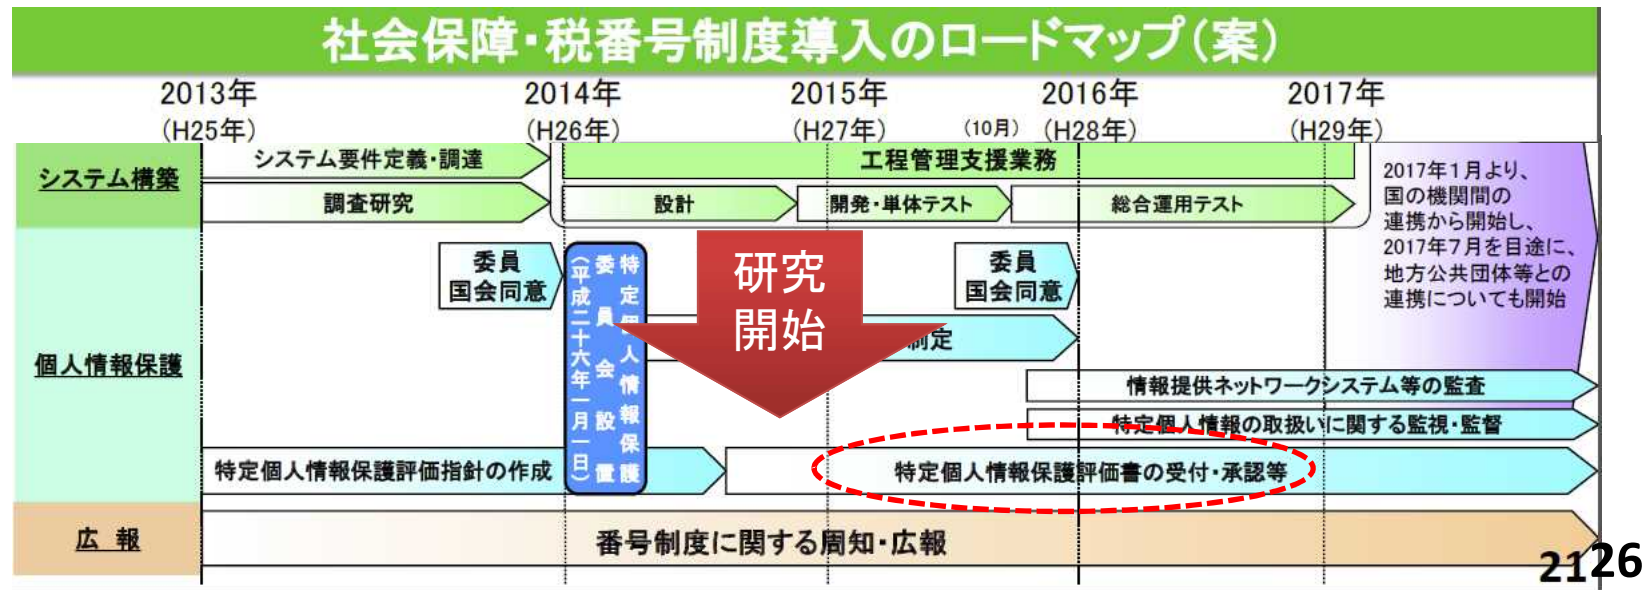 社会保障・税番号制度導入のロードマップ（案）
2013年
（H25年）
2014年
（H26年）
2015年
（H27年）
（10月）
2016年
（H28年）
2017年
（H29年）
システム構築
システム要件定義・調達
工程管理支援業務
調査研究
設計
開発・単体テスト
総合運用テスト
2017年１月より、
国の機関間の
連携から開始し、
2017年７月を目途に、
地方公共団体等との
連携についても開始
個人情報保護
委員
国会同意
特定個人情報保護
委員会設置
（平成二十六年一月一日）
研究
開始
委員
国会同意
制定
情報提供ネットワークシステム等の監査
特定個人情報の取扱いに関する監視・監督
特定個人情報保護評価指針の作成
特定個人情報保護評価書の受付・承認等
広　報
番号制度に関する周知・広報
21
26